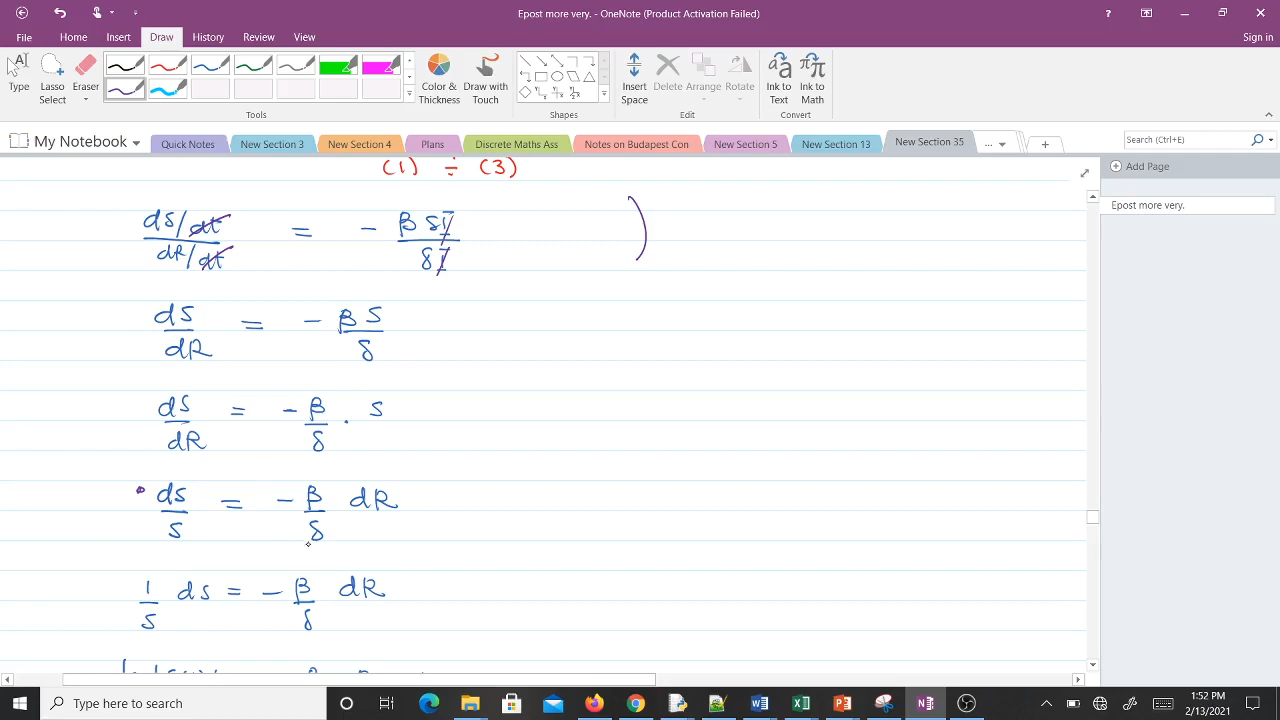 Epost more very. - OneNote (Product Activation Failed)
File Home Insert Draw History Review View Sign in
Type Lasso Select Eraser Color & Thickness Draw with Touch Insert Space Delete Arrange Rotate Ink to Text Ink to Math
Tools Shapes Edit Convert
My Notebook Quick Notes New Section 3 New Section 4 Plans Discrete Maths Ass Notes on Budapest Con New Section 5 New Section 13 New Section 35 ... Search (Ctrl+E)
Add Page
Epost more very.
(1) ÷ (3)
dS/dt / dR/dt = - β S I / δ I
dS / dR = - β S / δ
dS / dR = - β / δ . S
dS / S = - β / δ dR
1 / S dS = - β / δ dR
Type here to search
1:52 PM
2/13/2021